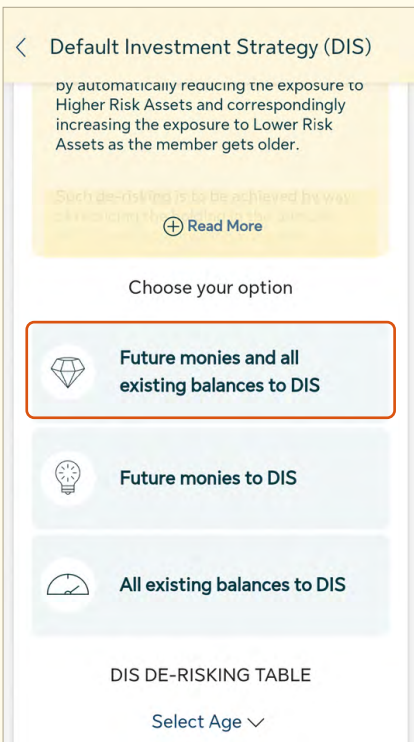 Default Investment Strategy (DIS)
by automatically reducing the exposure to
Higher Risk Assets and correspondingly
increasing the exposure to Lower Risk
Assets as the member gets older.
Such de-risking is to be achieved by way
Read More
Choose your option
Future monies and all
existing balances to DIS
Future monies to DIS
All existing balances to DIS
DIS DE-RISKING TABLE
Select Age